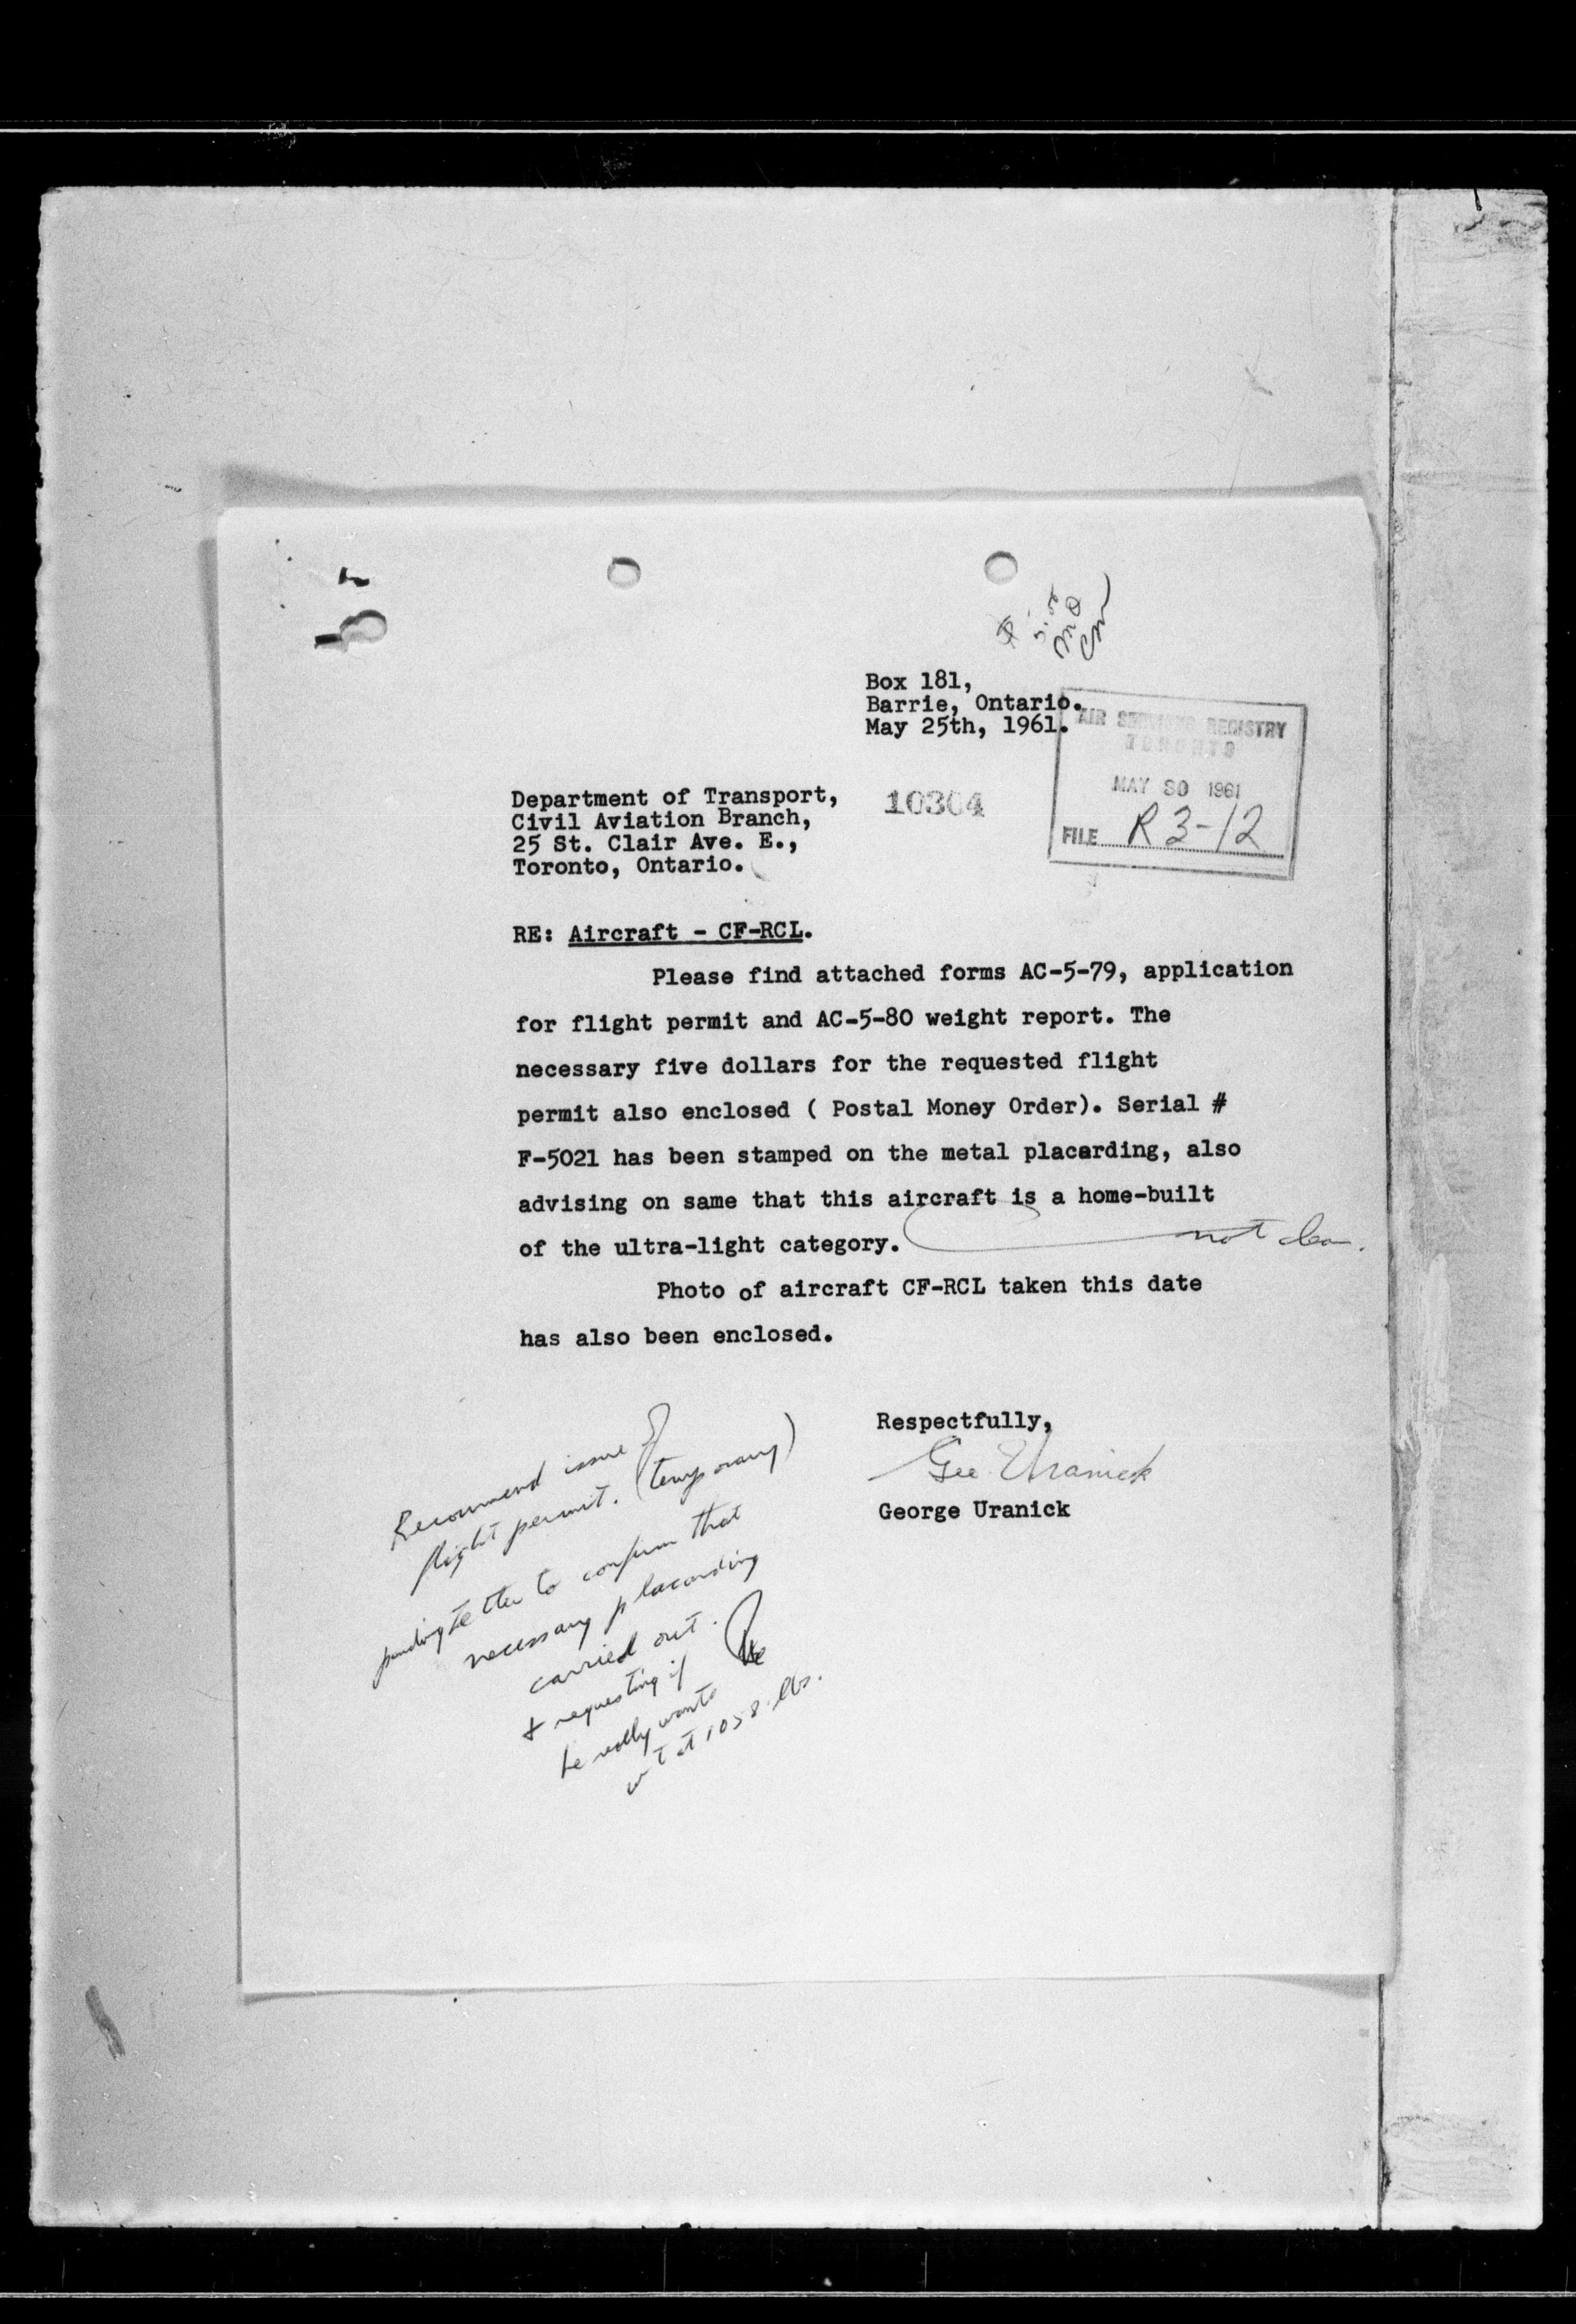 Box 181,
Barrie, Ontario.
May 25th, 1961.
AIR SERVICES REGISTRY
TORONTO
MAY 30 1961
FILE R 3-12
Department of Transport,
Civil Aviation Branch,
25 St. Clair Ave. E.,
Toronto, Ontario.
10304
RE: Aircraft - CF-RCL.
Please find attached forms AC-5-79, application
for flight permit and AC-5-80 weight report. The
necessary five dollars for the requested flight
permit also enclosed ( Postal Money Order). Serial #
F-5021 has been stamped on the metal placarding, also
advising on same that this aircraft is a home-built
of the ultra-light category.
not clear.
Photo of aircraft CF-RCL taken this date
has also been enclosed.
Respectfully,
Geo Uranick
George Uranick
Recommend issue of
flight permit. (temporary)
pending letter to confirm that
necessary placarding
carried out.
+ requesting if
he really wants
wt at 1058 lbs.